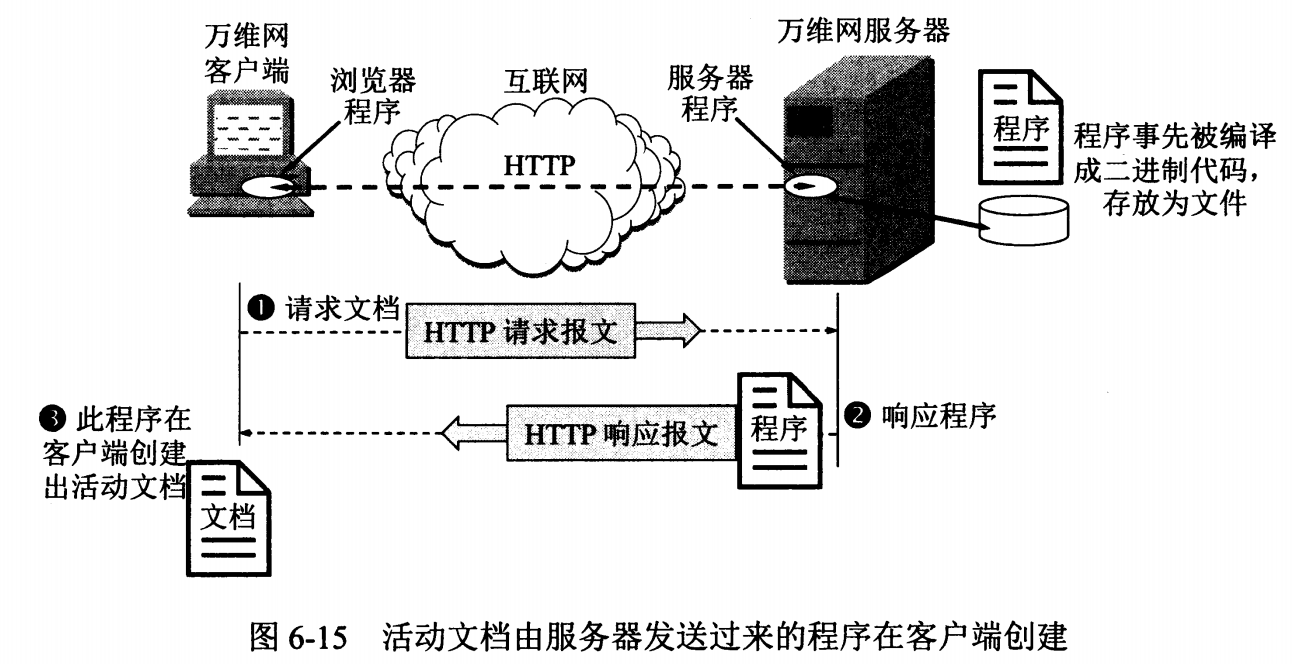 万维网
客户端
浏览器
程序
互联网
HTTP
服务器
程序
万维网服务器
程序
程序事先被编译
成二进制代码，
存放为文件
❶ 请求文档
HTTP 请求报文
❷ 响应程序
HTTP 响应报文
程序
❸ 此程序在
客户端创建
出活动文档
文档
图 6-15 活动文档由服务器发送过来的程序在客户端创建